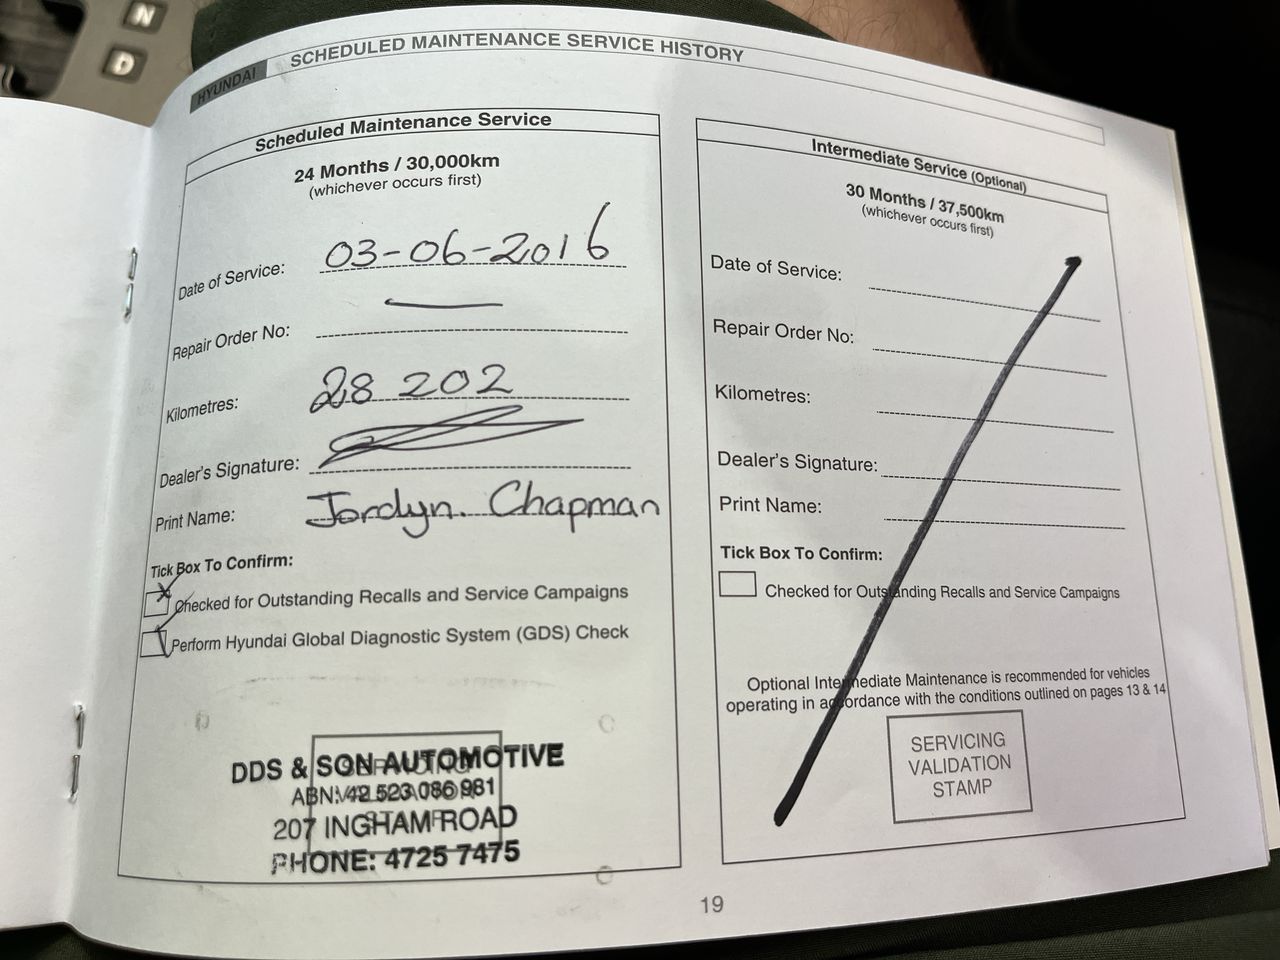 N
D
HYUNDAI
SCHEDULED MAINTENANCE SERVICE HISTORY
Scheduled Maintenance Service
24 Months / 30,000km
(whichever occurs first)
Date of Service: 03-06-2016
Repair Order No: —
Kilometres: 28 202
Dealer's Signature:
Print Name: Jordyn. Chapman
Tick Box To Confirm:
Checked for Outstanding Recalls and Service Campaigns
Perform Hyundai Global Diagnostic System (GDS) Check
DDS & SON AUTOMOTIVE
ABN: 42 523 086 981
207 INGHAM ROAD
PHONE: 4725 7475
Intermediate Service (Optional)
30 Months / 37,500km
(whichever occurs first)
Date of Service:
Repair Order No:
Kilometres:
Dealer's Signature:
Print Name:
Tick Box To Confirm:
Checked for Outstanding Recalls and Service Campaigns
Optional Intermediate Maintenance is recommended for vehicles
operating in accordance with the conditions outlined on pages 13 & 14
SERVICING
VALIDATION
STAMP
19